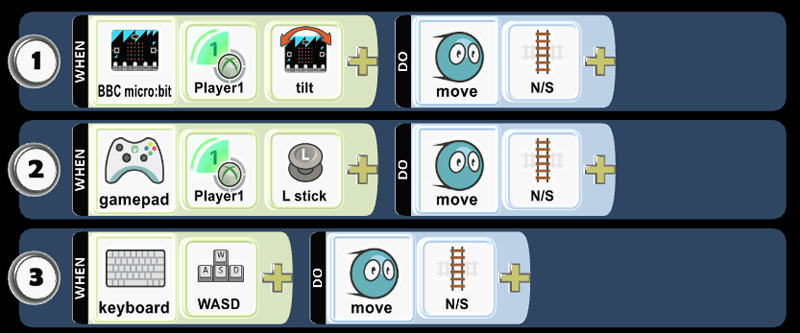 1 WHEN BBC micro:bit 1 Player1 tilt DO move N/S
2 WHEN gamepad 1 Player1 L L stick DO move N/S
3 WHEN keyboard W A S D WASD DO move N/S